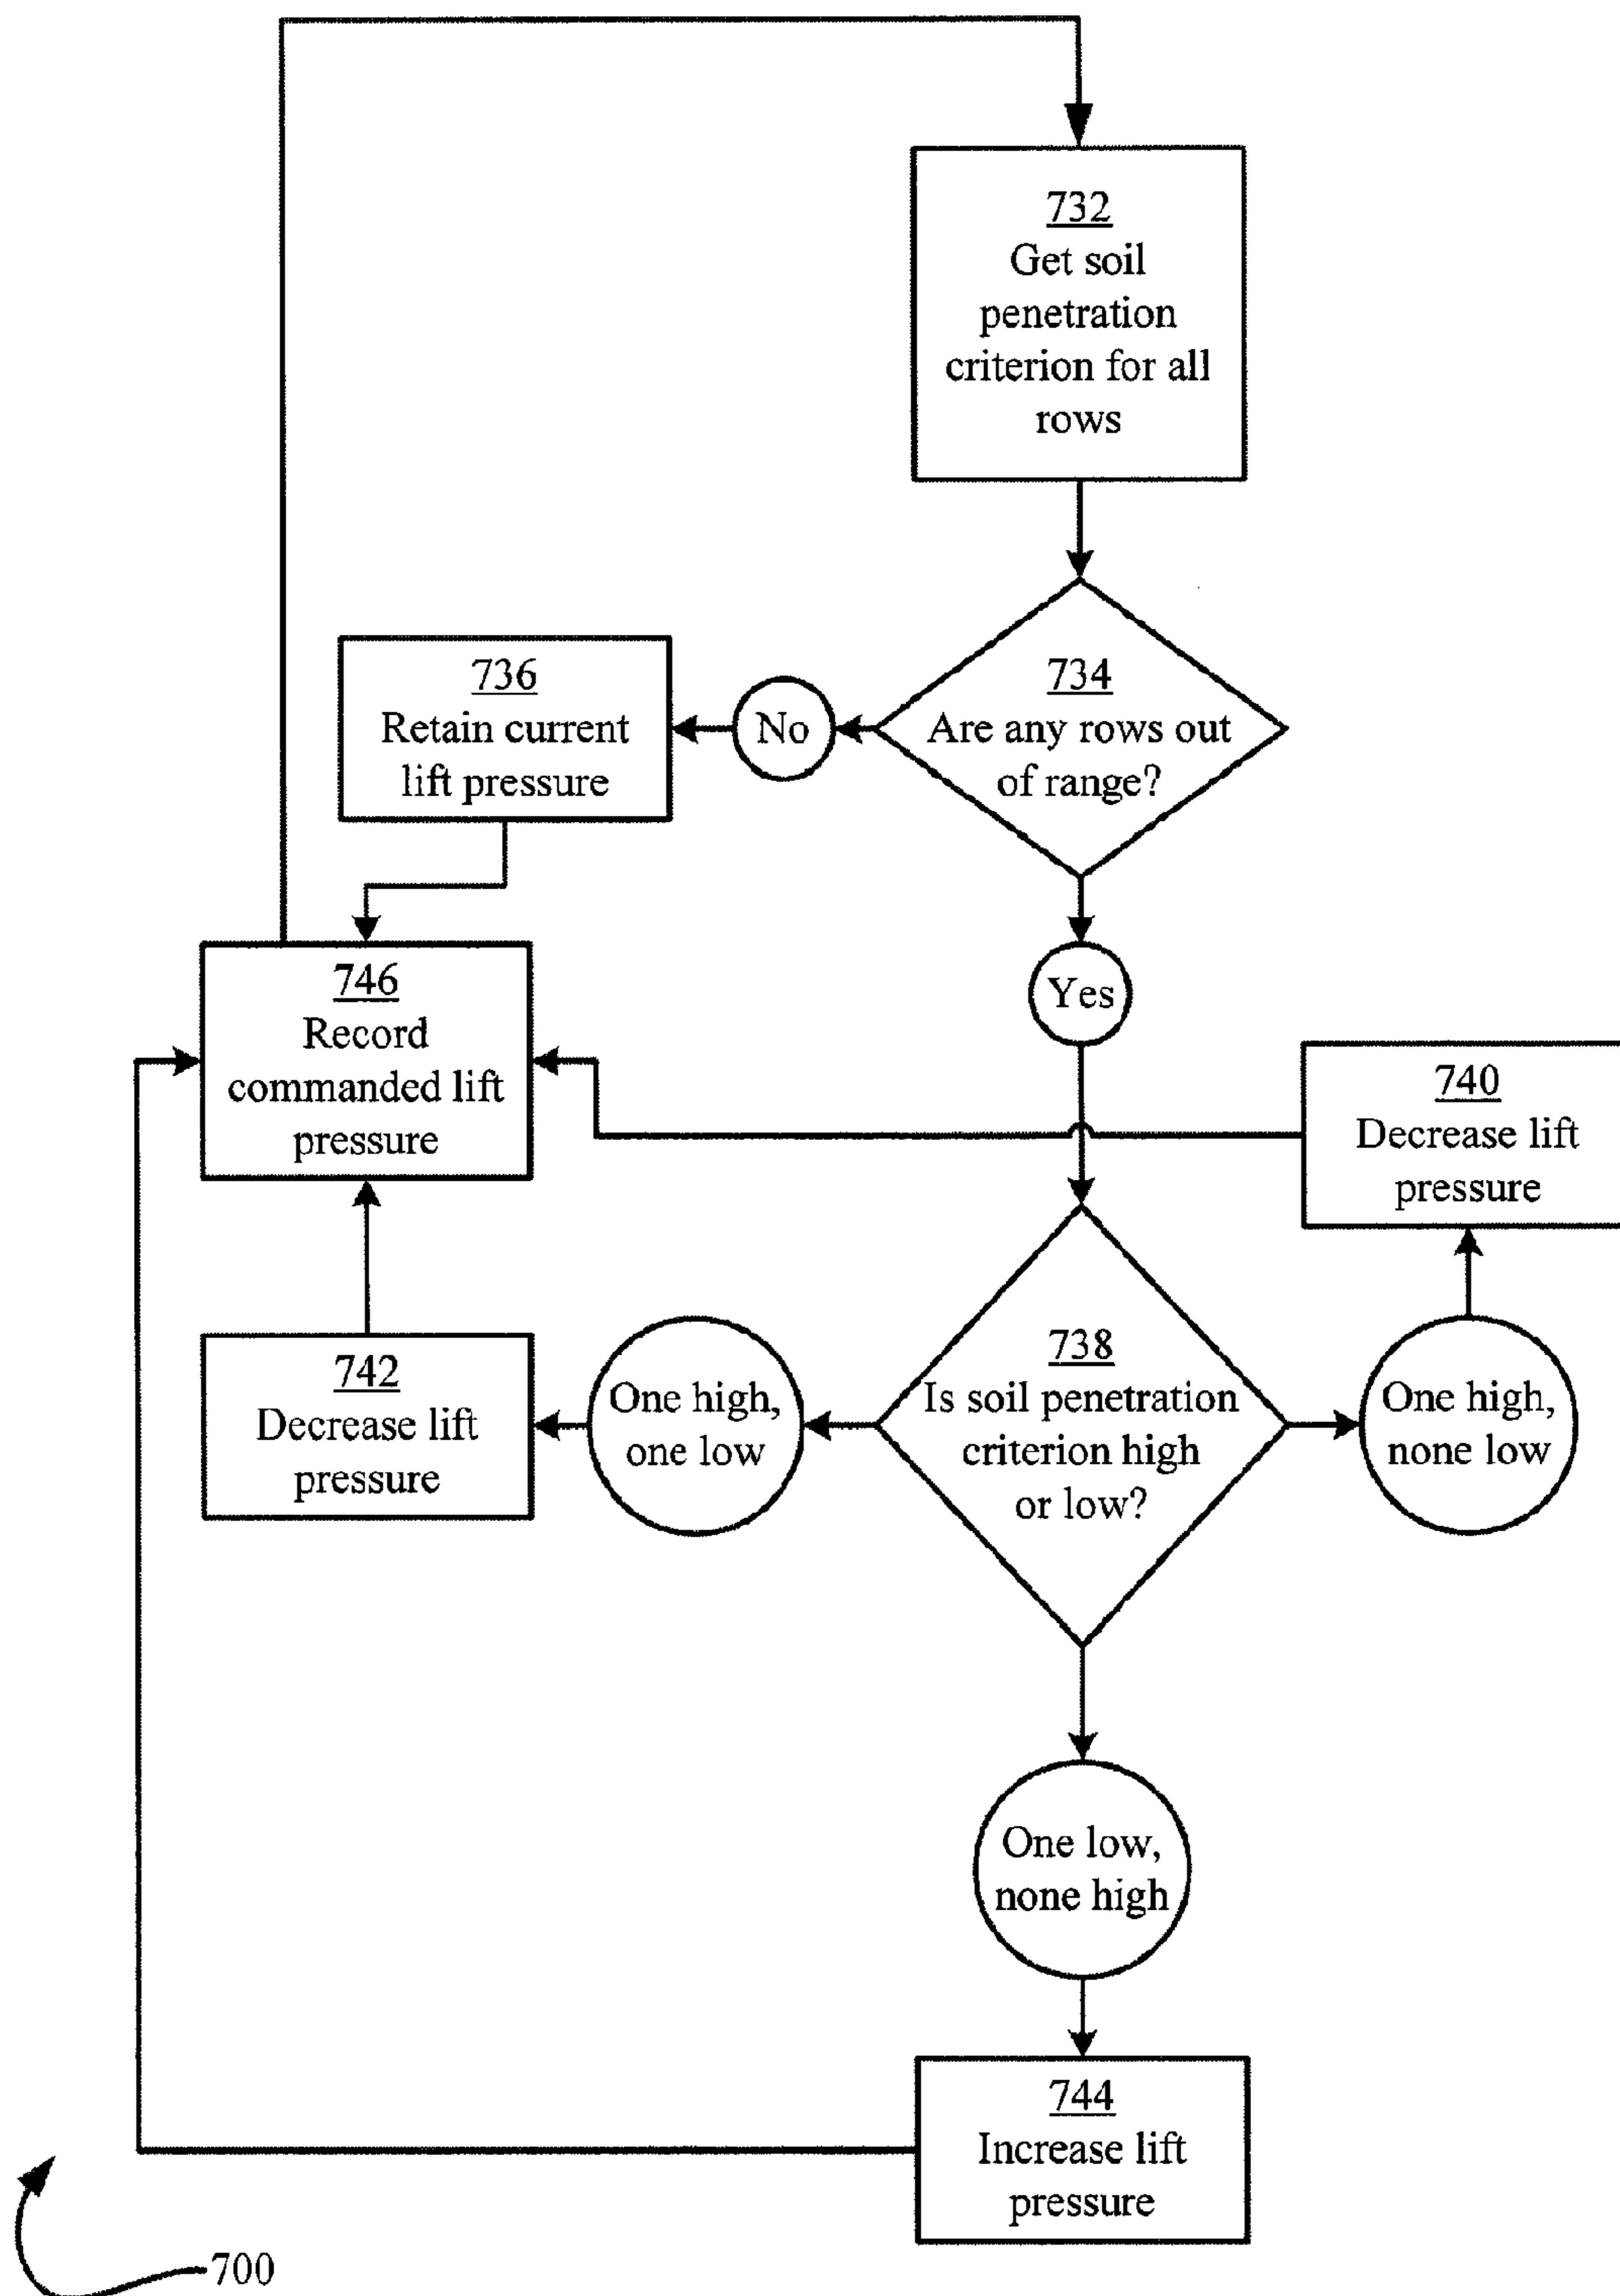 732
Get soil
penetration
criterion for all
rows
734
Are any rows out
of range?
No
736
Retain current
lift pressure
Yes
746
Record
commanded lift
pressure
740
Decrease lift
pressure
738
Is soil penetration
criterion high
or low?
One high,
one low
742
Decrease lift
pressure
One high,
none low
One low,
none high
744
Increase lift
pressure
700